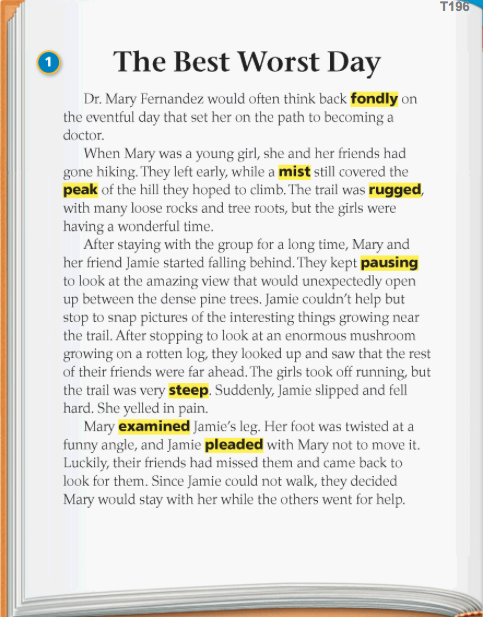 T196
1
The Best Worst Day
Dr. Mary Fernandez would often think back fondly on
the eventful day that set her on the path to becoming a
doctor.
When Mary was a young girl, she and her friends had
gone hiking. They left early, while a mist still covered the
peak of the hill they hoped to climb. The trail was rugged,
with many loose rocks and tree roots, but the girls were
having a wonderful time.
After staying with the group for a long time, Mary and
her friend Jamie started falling behind. They kept pausing
to look at the amazing view that would unexpectedly open
up between the dense pine trees. Jamie couldn't help but
stop to snap pictures of the interesting things growing near
the trail. After stopping to look at an enormous mushroom
growing on a rotten log, they looked up and saw that the rest
of their friends were far ahead. The girls took off running, but
the trail was very steep. Suddenly, Jamie slipped and fell
hard. She yelled in pain.
Mary examined Jamie's leg. Her foot was twisted at a
funny angle, and Jamie pleaded with Mary not to move it.
Luckily, their friends had missed them and came back to
look for them. Since Jamie could not walk, they decided
Mary would stay with her while the others went for help.